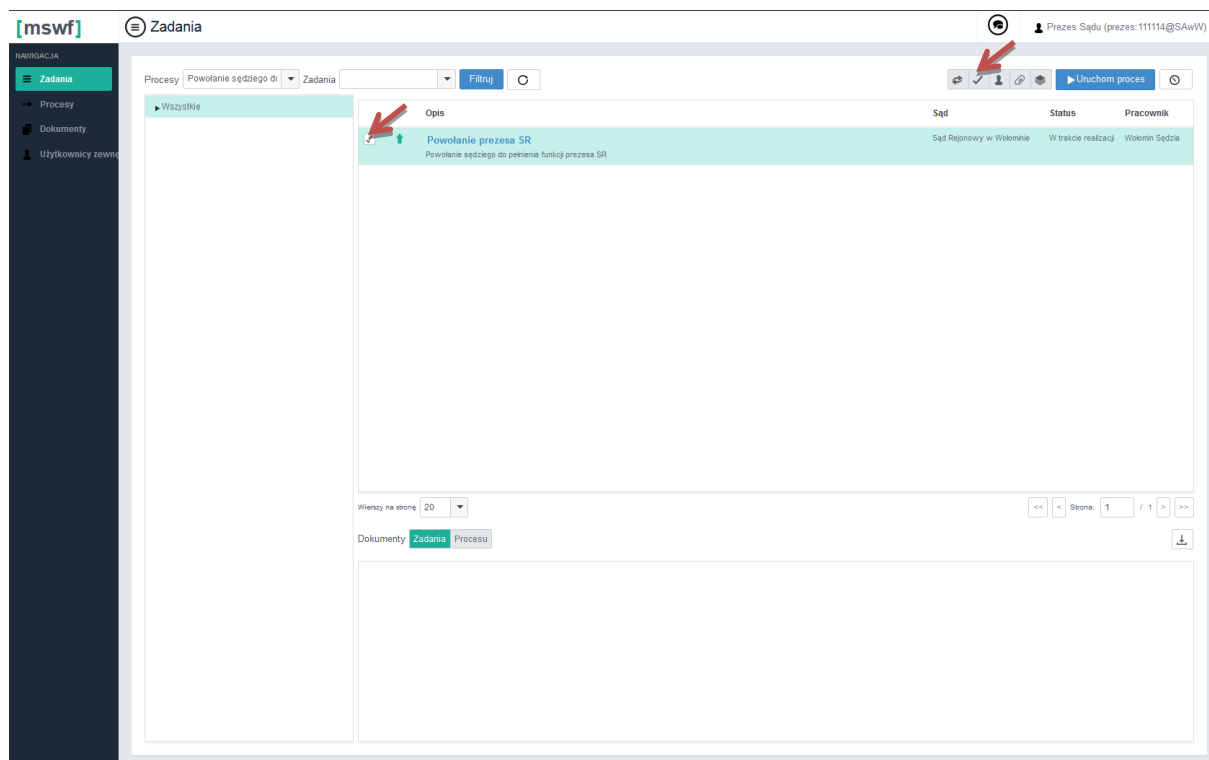 [mswf]
Zadania
Prezes Sądu (prezes:111114@SAwW)
NAWIGACJA
Zadania
Procesy
Dokumenty
Użytkownicy zewnę
Procesy Powołanie sędziego do Zadania Filtruj Uruchom proces
Wszystkie
Opis Sąd Status Pracownik
Powołanie prezesa SR Sąd Rejonowy w Wołominie W trakcie realizacj Wołomin Sędzia
Powołanie sędziego do pełnienia funkcji prezesa SR
Wierszy na stronę 20 << < Strona: 1 / 1 > >>
Dokumenty Zadania Procesu